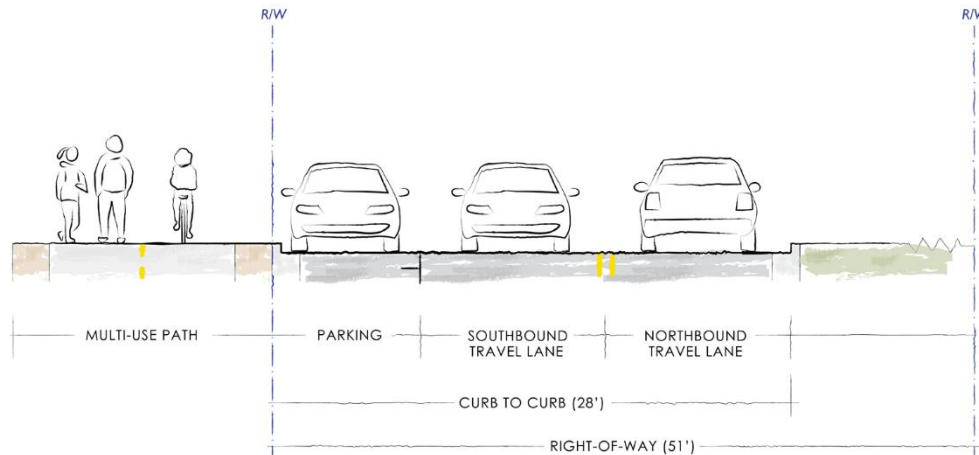 R/W
R/W
MULTI-USE PATH
PARKING
SOUTHBOUND
TRAVEL LANE
NORTHBOUND
TRAVEL LANE
CURB TO CURB (28')
RIGHT-OF-WAY (51')